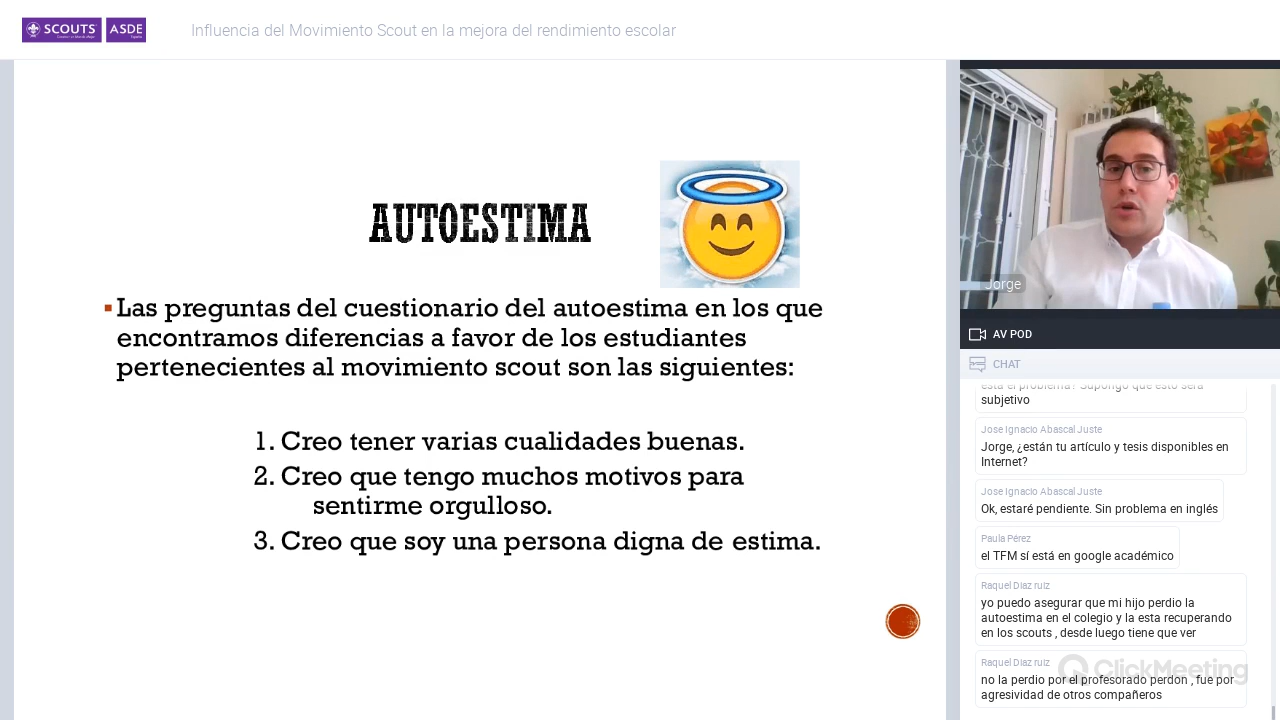 SCOUTS
ASDE
Influencia del Movimiento Scout en la mejora del rendimiento escolar
AUTOESTIMA
Las preguntas del cuestionario del autoestima en los que
encontramos diferencias a favor de los estudiantes
pertenecientes al movimiento scout son las siguientes:
1. Creo tener varias cualidades buenas.
2. Creo que tengo muchos motivos para
sentirme orgulloso.
3. Creo que soy una persona digna de estima.
Jorge
AV POD
CHAT
está el problema? Supongo que esto será
subjetivo
Jose Ignacio Abascal Juste
Jorge, ¿están tu artículo y tesis disponibles en
Internet?
Jose Ignacio Abascal Juste
Ok, estaré pendiente. Sin problema en inglés
Paula Pérez
el TFM sí está en google académico
Raquel Diaz ruiz
yo puedo asegurar que mi hijo perdio la
autoestima en el colegio y la esta recuperando
en los scouts , desde luego tiene que ver
Raquel Diaz ruiz
no la perdio por el profesorado perdon , fue por
agresividad de otros compañeros
ClickMeeting